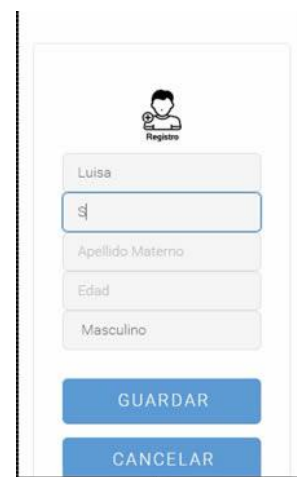 Registro
Luisa
S
Apellido Materno
Edad
Masculino
GUARDAR
CANCELAR